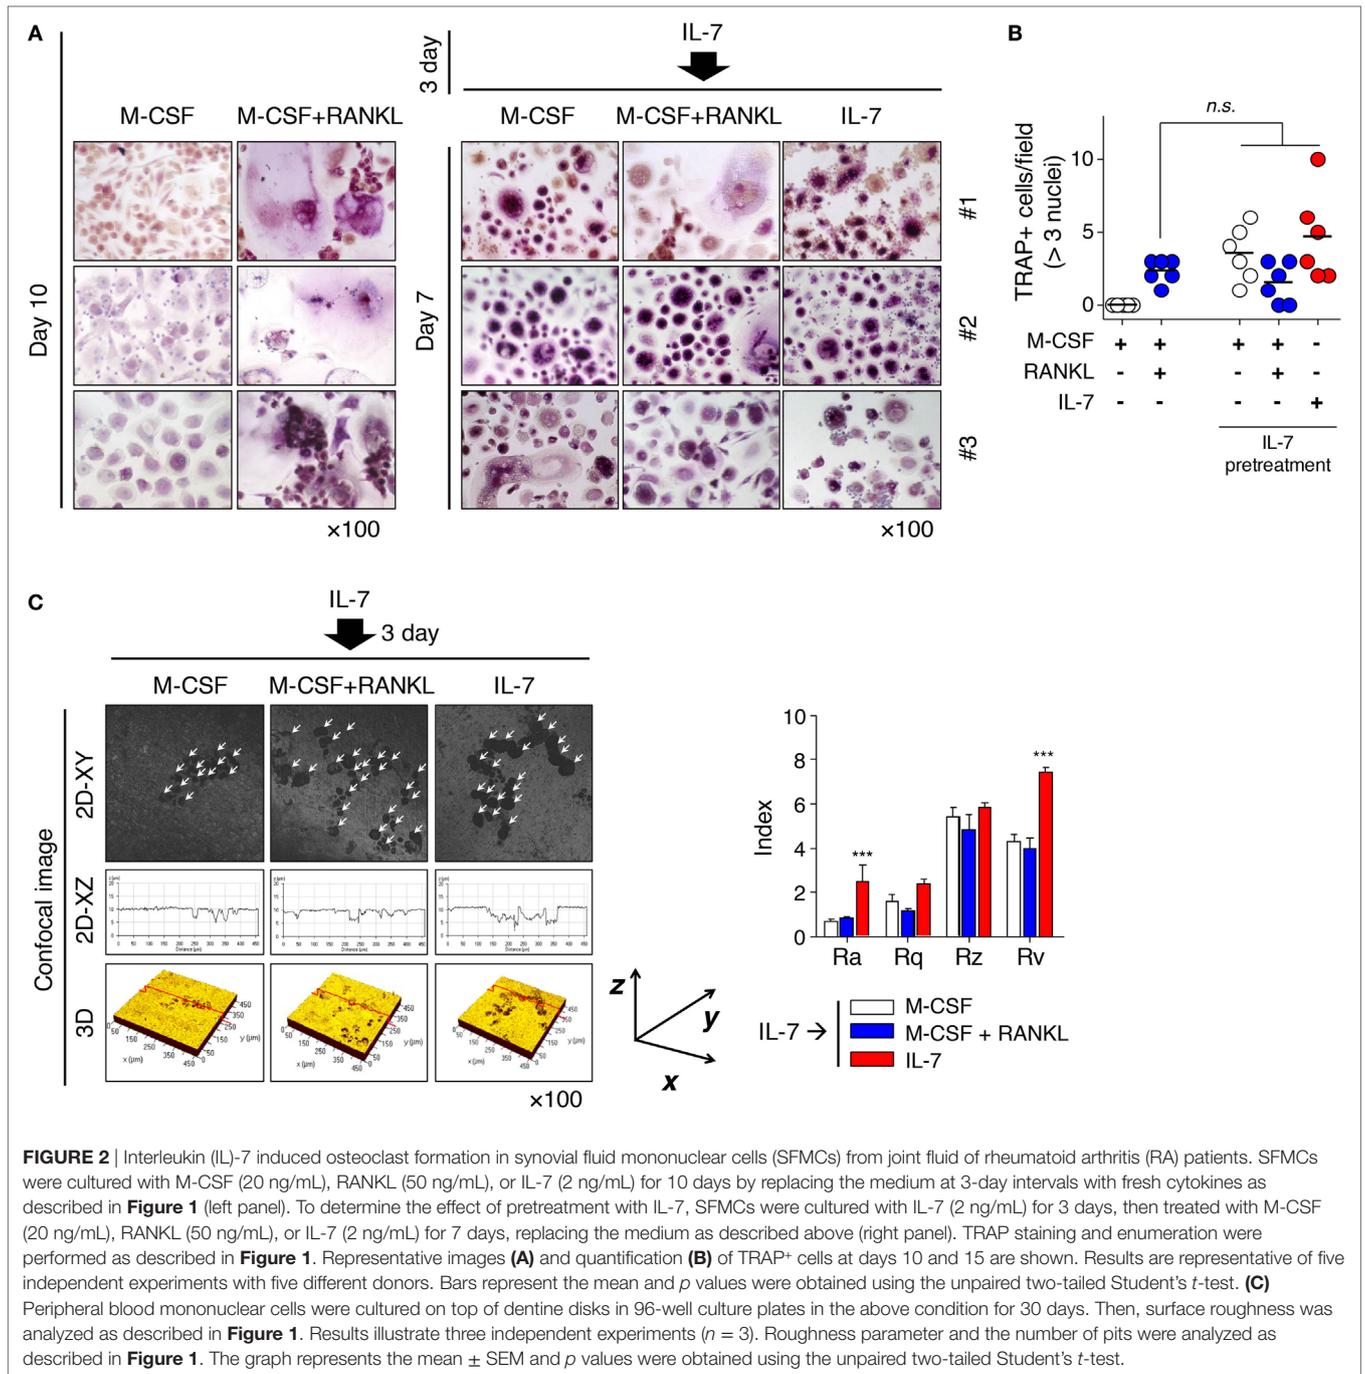 A
B
IL-7
3 day
M-CSF
M-CSF+RANKL
M-CSF
M-CSF+RANKL
IL-7
Day 10
Day 7
#1
#2
#3
×100
×100
n.s.
TRAP+ cells/field
(> 3 nuclei)
10
5
0
M-CSF + + + + -
RANKL - + - + -
IL-7 - - - - +
IL-7
pretreatment
C
IL-7
3 day
M-CSF
M-CSF+RANKL
IL-7
Confocal image
2D-XY
2D-XZ
3D
×100
z
y
x
Index
10
8
6
4
2
0
***
***
Ra
Rq
Rz
Rv
IL-7 →
M-CSF
M-CSF + RANKL
IL-7
FIGURE 2 | Interleukin (IL)-7 induced osteoclast formation in synovial fluid mononuclear cells (SFMCs) from joint fluid of rheumatoid arthritis (RA) patients. SFMCs
were cultured with M-CSF (20 ng/mL), RANKL (50 ng/mL), or IL-7 (2 ng/mL) for 10 days by replacing the medium at 3-day intervals with fresh cytokines as
described in Figure 1 (left panel). To determine the effect of pretreatment with IL-7, SFMCs were cultured with IL-7 (2 ng/mL) for 3 days, then treated with M-CSF
(20 ng/mL), RANKL (50 ng/mL), or IL-7 (2 ng/mL) for 7 days, replacing the medium as described above (right panel). TRAP staining and enumeration were
performed as described in Figure 1. Representative images (A) and quantification (B) of TRAP+ cells at days 10 and 15 are shown. Results are representative of five
independent experiments with five different donors. Bars represent the mean and p values were obtained using the unpaired two-tailed Student's t-test. (C)
Peripheral blood mononuclear cells were cultured on top of dentine disks in 96-well culture plates in the above condition for 30 days. Then, surface roughness was
analyzed as described in Figure 1. Results illustrate three independent experiments (n = 3). Roughness parameter and the number of pits were analyzed as
described in Figure 1. The graph represents the mean ± SEM and p values were obtained using the unpaired two-tailed Student's t-test.